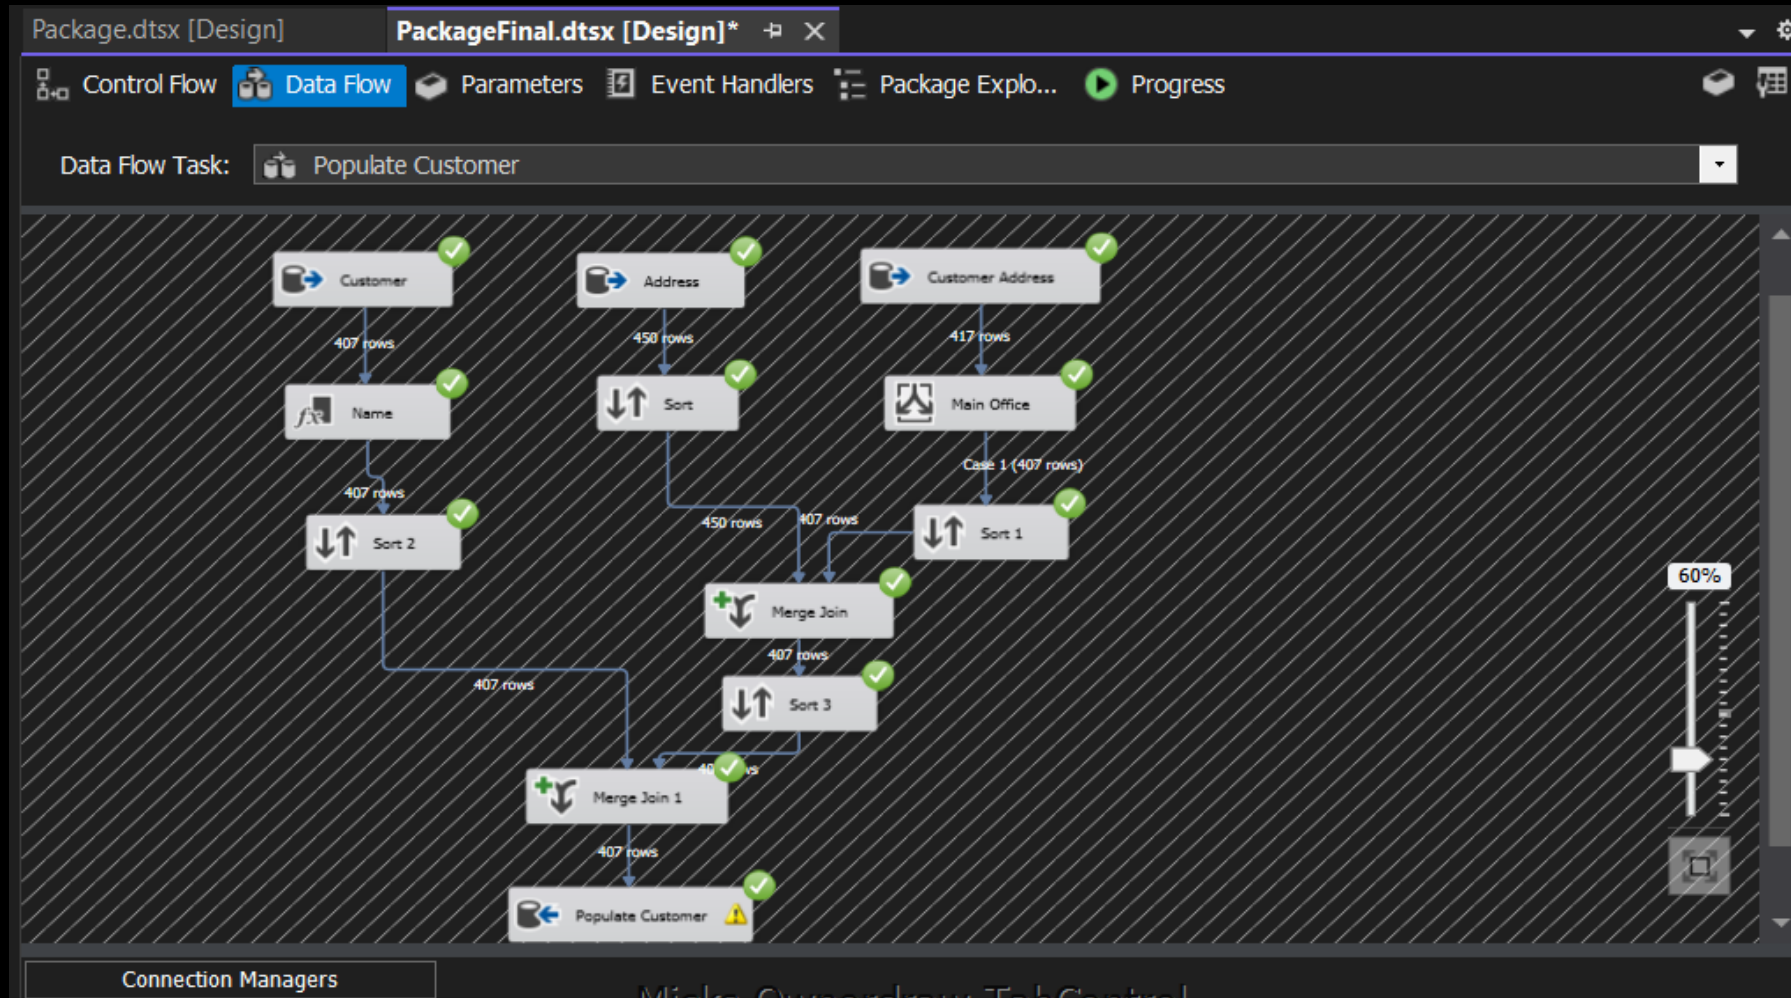 Package.dtsx [Design]
PackageFinal.dtsx [Design]*
Control Flow
Data Flow
Parameters
Event Handlers
Package Explo...
Progress
Data Flow Task:
Populate Customer
Customer
Address
Customer Address
407 rows
450 rows
417 rows
Name
Sort
Main Office
Case 1 (407 rows)
407 rows
450 rows
407 rows
Sort 2
Sort 1
60%
Merge Join
407 rows
407 rows
Sort 3
Merge Join 1
407 rows
Populate Customer
Connection Managers